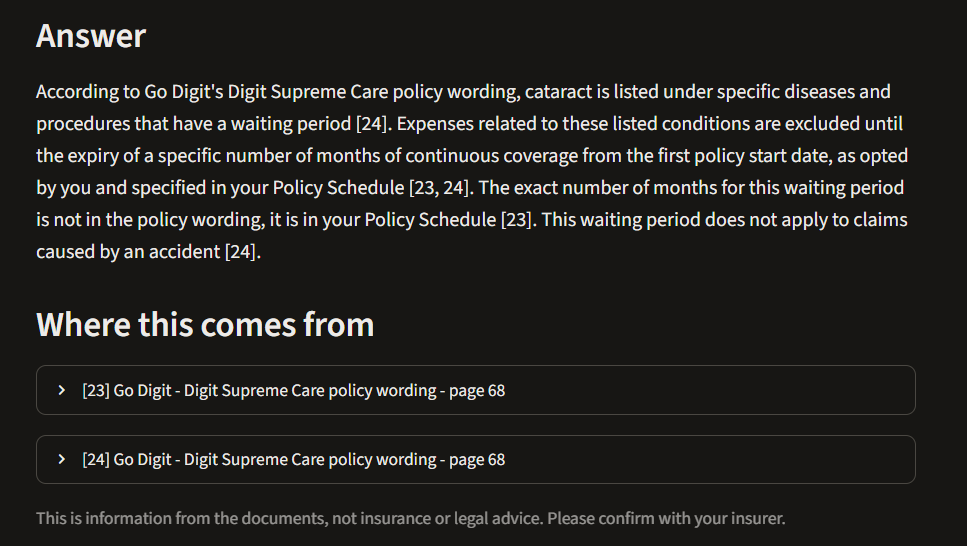 Answer
According to Go Digit's Digit Supreme Care policy wording, cataract is listed under specific diseases and
procedures that have a waiting period [24]. Expenses related to these listed conditions are excluded until
the expiry of a specific number of months of continuous coverage from the first policy start date, as opted
by you and specified in your Policy Schedule [23, 24]. The exact number of months for this waiting period
is not in the policy wording, it is in your Policy Schedule [23]. This waiting period does not apply to claims
caused by an accident [24].
Where this comes from
[23] Go Digit - Digit Supreme Care policy wording - page 68
[24] Go Digit - Digit Supreme Care policy wording - page 68
This is information from the documents, not insurance or legal advice. Please confirm with your insurer.